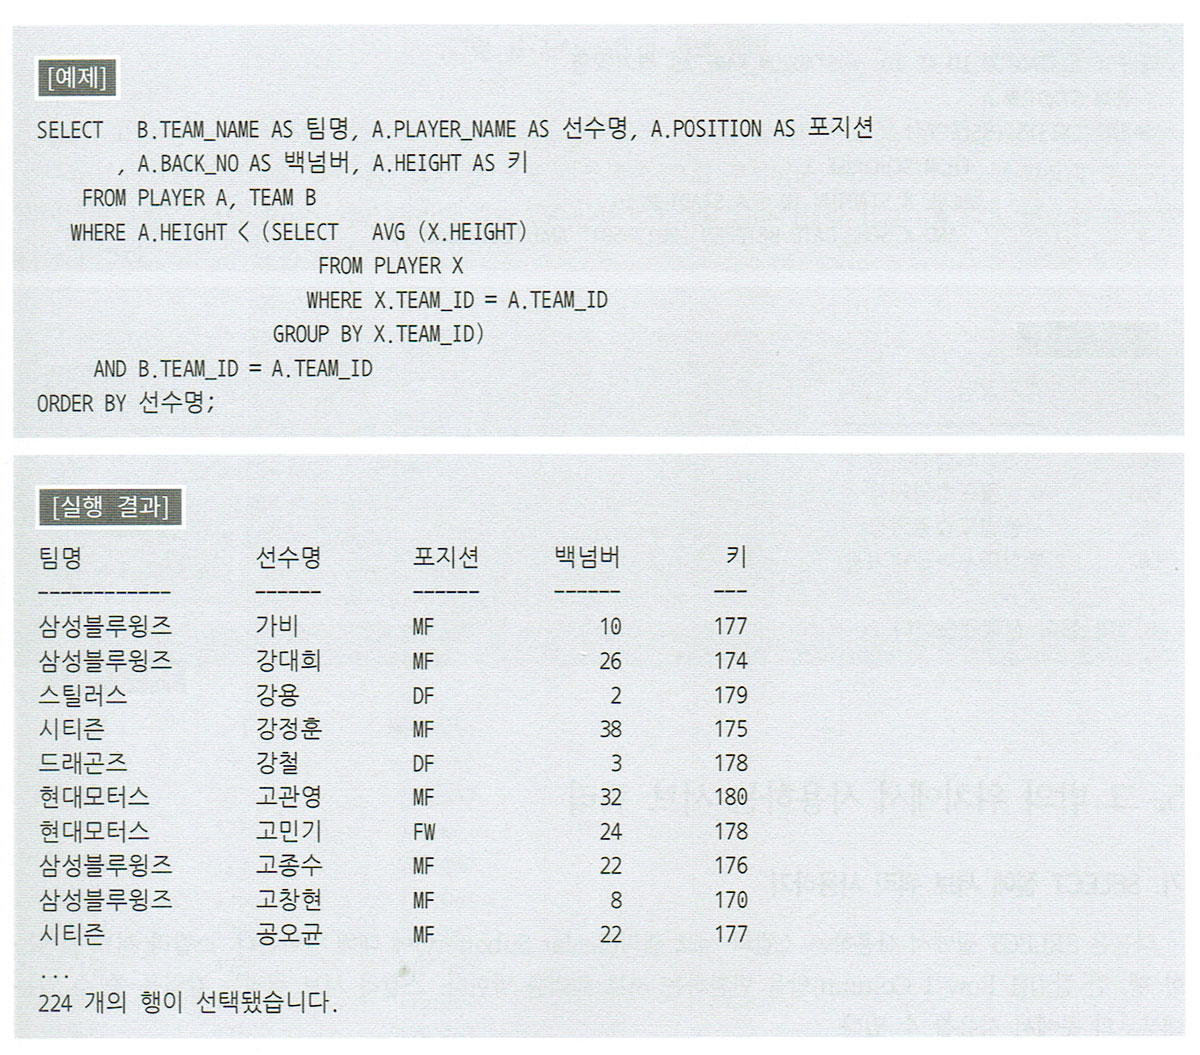 [예제]
SELECT B.TEAM_NAME AS 팀명, A.PLAYER_NAME AS 선수명, A.POSITION AS 포지션
, A.BACK_NO AS 백넘버, A.HEIGHT AS 키
FROM PLAYER A, TEAM B
WHERE A.HEIGHT < (SELECT AVG (X.HEIGHT)
FROM PLAYER X
WHERE X.TEAM_ID = A.TEAM_ID
GROUP BY X.TEAM_ID)
AND B.TEAM_ID = A.TEAM_ID
ORDER BY 선수명;
[실행 결과]
팀명 선수명 포지션 백넘버 키
------------ ------ ------ ------ ---
삼성블루윙즈 가비 MF 10 177
삼성블루윙즈 강대희 MF 26 174
스틸러스 강용 DF 2 179
시티즌 강정훈 MF 38 175
드래곤즈 강철 DF 3 178
현대모터스 고관영 MF 32 180
현대모터스 고민기 FW 24 178
삼성블루윙즈 고종수 MF 22 176
삼성블루윙즈 고창현 MF 8 170
시티즌 공오균 MF 22 177
...
224 개의 행이 선택됐습니다.